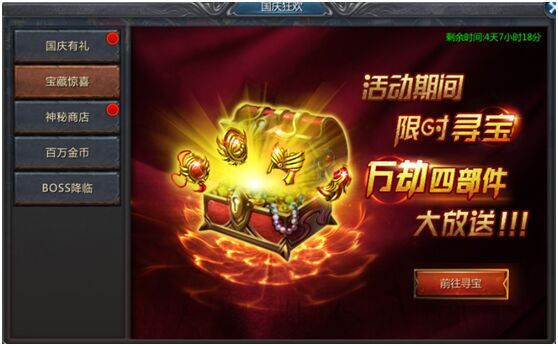 国庆狂欢
剩余时间:4天7小时18分
国庆有礼
宝藏惊喜
神秘商店
百万金币
BOSS降临
活动期间
限时寻宝
万劫四部件
大放送!!!
前往寻宝